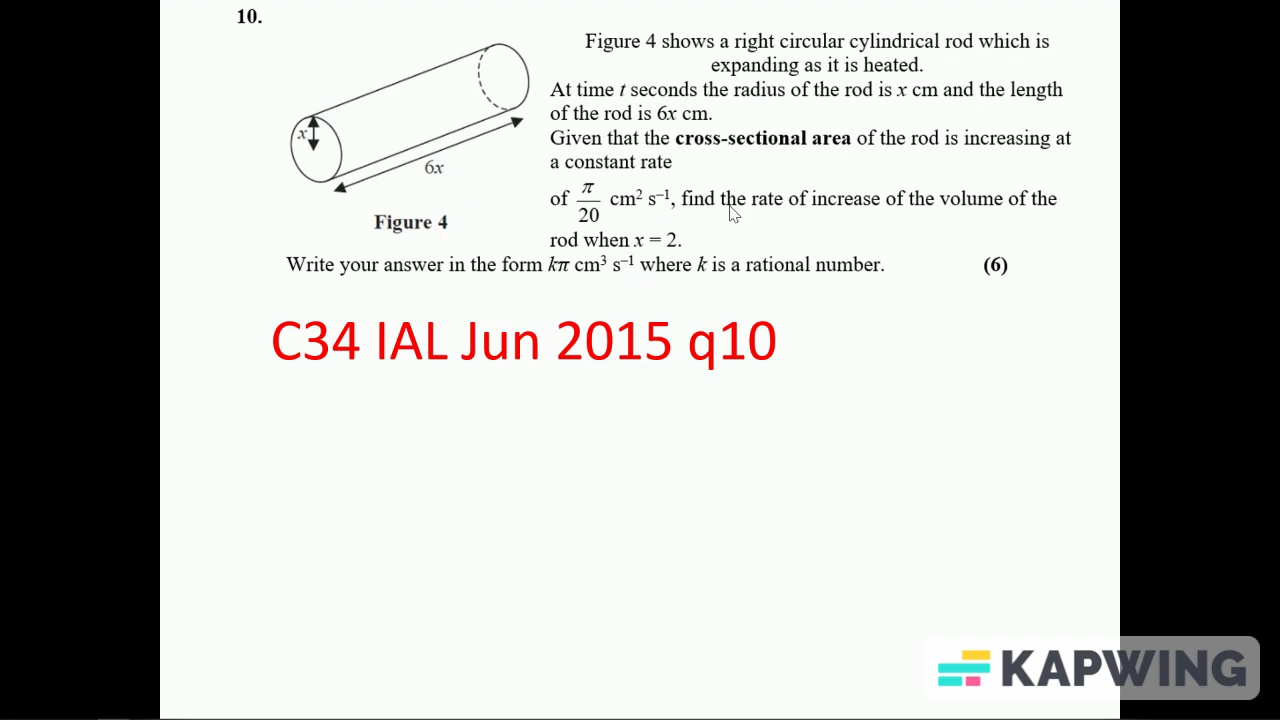 10.
Figure 4 shows a right circular cylindrical rod which is
expanding as it is heated.
At time t seconds the radius of the rod is x cm and the length
of the rod is 6x cm.
Given that the cross-sectional area of the rod is increasing at
a constant rate
of π/20 cm² s⁻¹, find the rate of increase of the volume of the
rod when x = 2.
x
6x
Figure 4
Write your answer in the form kπ cm³ s⁻¹ where k is a rational number. (6)
C34 IAL Jun 2015 q10
KAPWING